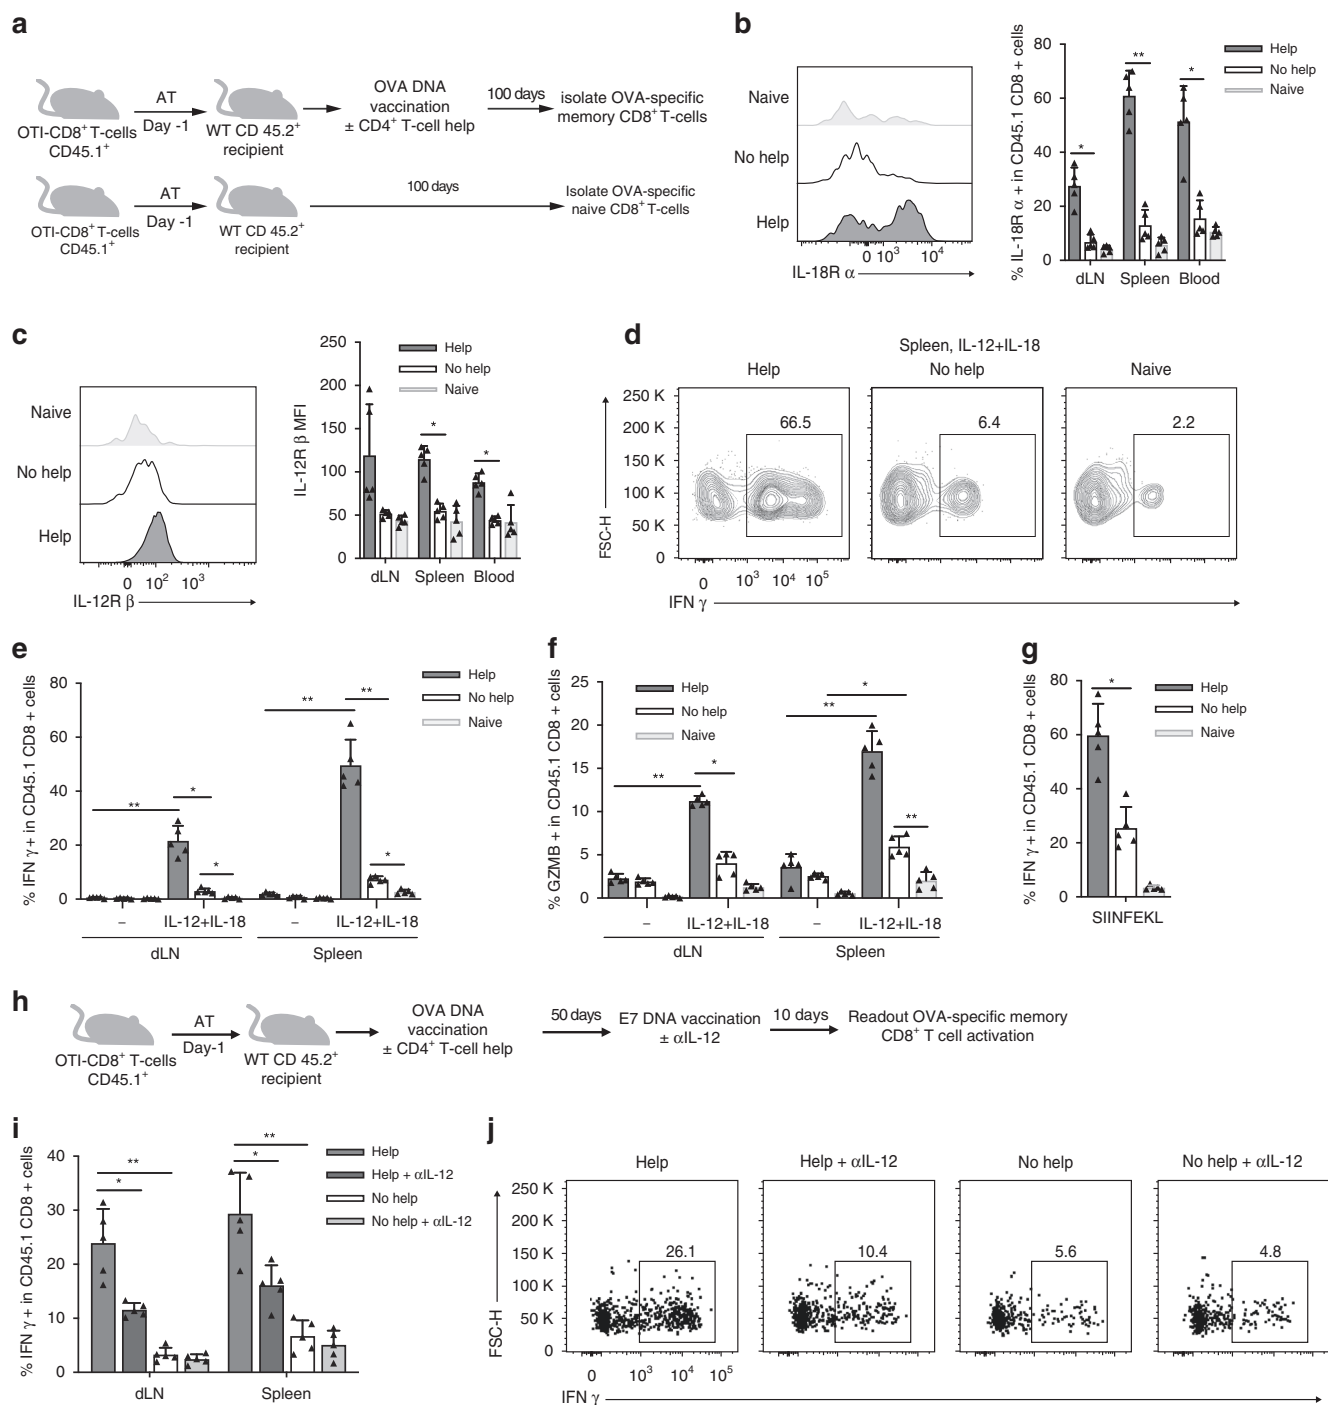 a
OTI-CD8⁺ T-cells
CD45.1⁺
AT
Day -1
WT CD 45.2⁺
recipient
OVA DNA
vaccination
± CD4⁺ T-cell help
100 days
isolate OVA-specific
memory CD8⁺ T-cells
OTI-CD8⁺ T-cells
CD45.1⁺
AT
Day -1
WT CD 45.2⁺
recipient
100 days
Isolate OVA-specific
naive CD8⁺ T-cells
b
Naive
No help
Help
0 10³ 10⁴
IL-18R α
% IL-18R α + in CD45.1 CD8 + cells
80
60
40
20
0
* ** *
dLN Spleen Blood
Help
No help
Naive
c
Naive
No help
Help
0 10² 10³
IL-12R β
IL-12R β MFI
250
200
150
100
50
0
* *
dLN Spleen Blood
Help
No help
Naive
d
Spleen, IL-12+IL-18
Help No help Naive
FSC-H
250 K
200 K
150 K
100 K
50 K
0
66.5 6.4 2.2
0 10³ 10⁴ 10⁵
IFN γ
e
% IFN γ + in CD45.1 CD8 + cells
80
60
40
20
0
** * * ** ** *
– IL-12+IL-18 – IL-12+IL-18
dLN Spleen
Help
No help
Naive
f
% GZMB + in CD45.1 CD8 + cells
25
20
15
10
5
0
** * ** * **
– IL-12+IL-18 – IL-12+IL-18
dLN Spleen
Help
No help
Naive
g
% IFN γ + in CD45.1 CD8 + cells
80
60
40
20
0
*
SIINFEKL
Help
No help
Naive
h
OTI-CD8⁺ T-cells
CD45.1⁺
AT
Day-1
WT CD 45.2⁺
recipient
OVA DNA
vaccination
± CD4⁺ T-cell help
50 days
E7 DNA vaccination
± αIL-12
10 days
Readout OVA-specific memory
CD8⁺ T cell activation
i
% IFN γ + in CD45.1 CD8 + cells
40
30
20
10
0
** * ** *
dLN Spleen
Help
Help + αIL-12
No help
No help + αIL-12
j
Help Help + αIL-12 No help No help + αIL-12
FSC-H
250 K
200 K
150 K
100 K
50 K
0
26.1 10.4 5.6 4.8
0 10³ 10⁴ 10⁵
IFN γ